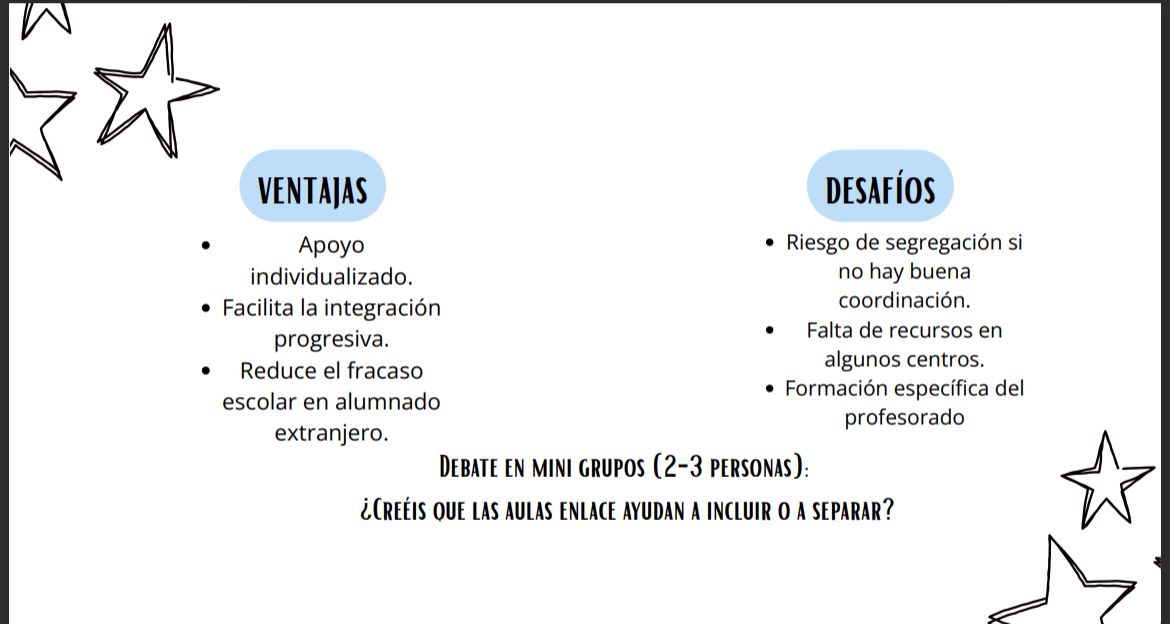 VENTAJAS
• Apoyo
individualizado.
• Facilita la integración
progresiva.
• Reduce el fracaso
escolar en alumnado
extranjero.
DESAFÍOS
• Riesgo de segregación si
no hay buena
coordinación.
• Falta de recursos en
algunos centros.
• Formación específica del
profesorado
Debate en mini grupos (2-3 personas):
¿Creéis que las aulas enlace ayudan a incluir o a separar?